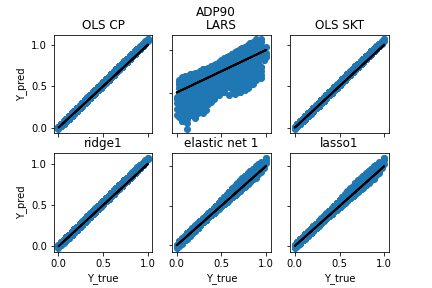 ADP90
OLS CP LARS OLS SKT
1.0
0.5
0.0
Y_pred
0.0 0.5 1.0 0.0 0.5 1.0 0.0 0.5 1.0
ridge1 elastic net 1 lasso1
1.0
0.5
0.0
Y_pred
Y_true Y_true Y_true